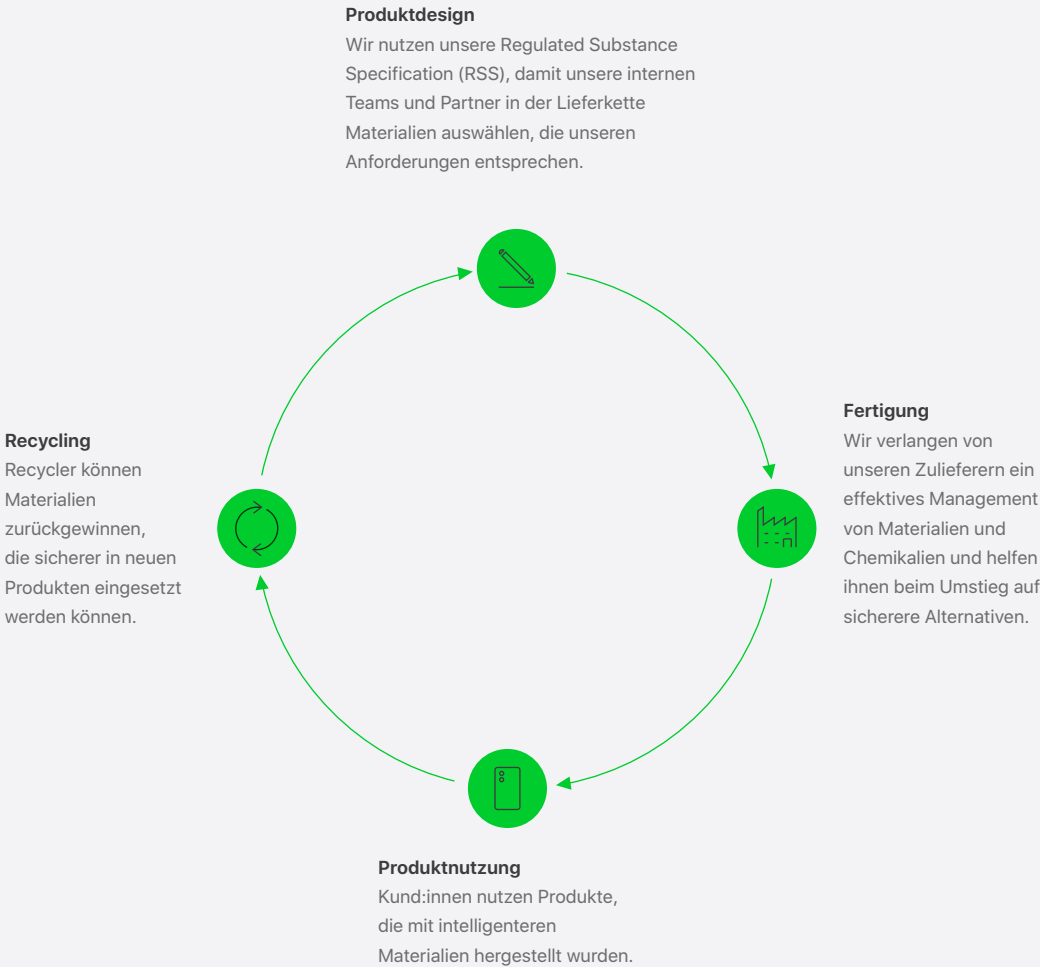 Produktdesign
Wir nutzen unsere Regulated Substance
Specification (RSS), damit unsere internen
Teams und Partner in der Lieferkette
Materialien auswählen, die unseren
Anforderungen entsprechen.
Fertigung
Wir verlangen von
unseren Zulieferern ein
effektives Management
von Materialien und
Chemikalien und helfen
ihnen beim Umstieg auf
sicherere Alternativen.
Produktnutzung
Kund:innen nutzen Produkte,
die mit intelligenteren
Materialien hergestellt wurden.
Recycling
Recycler können
Materialien
zurückgewinnen,
die sicherer in neuen
Produkten eingesetzt
werden können.